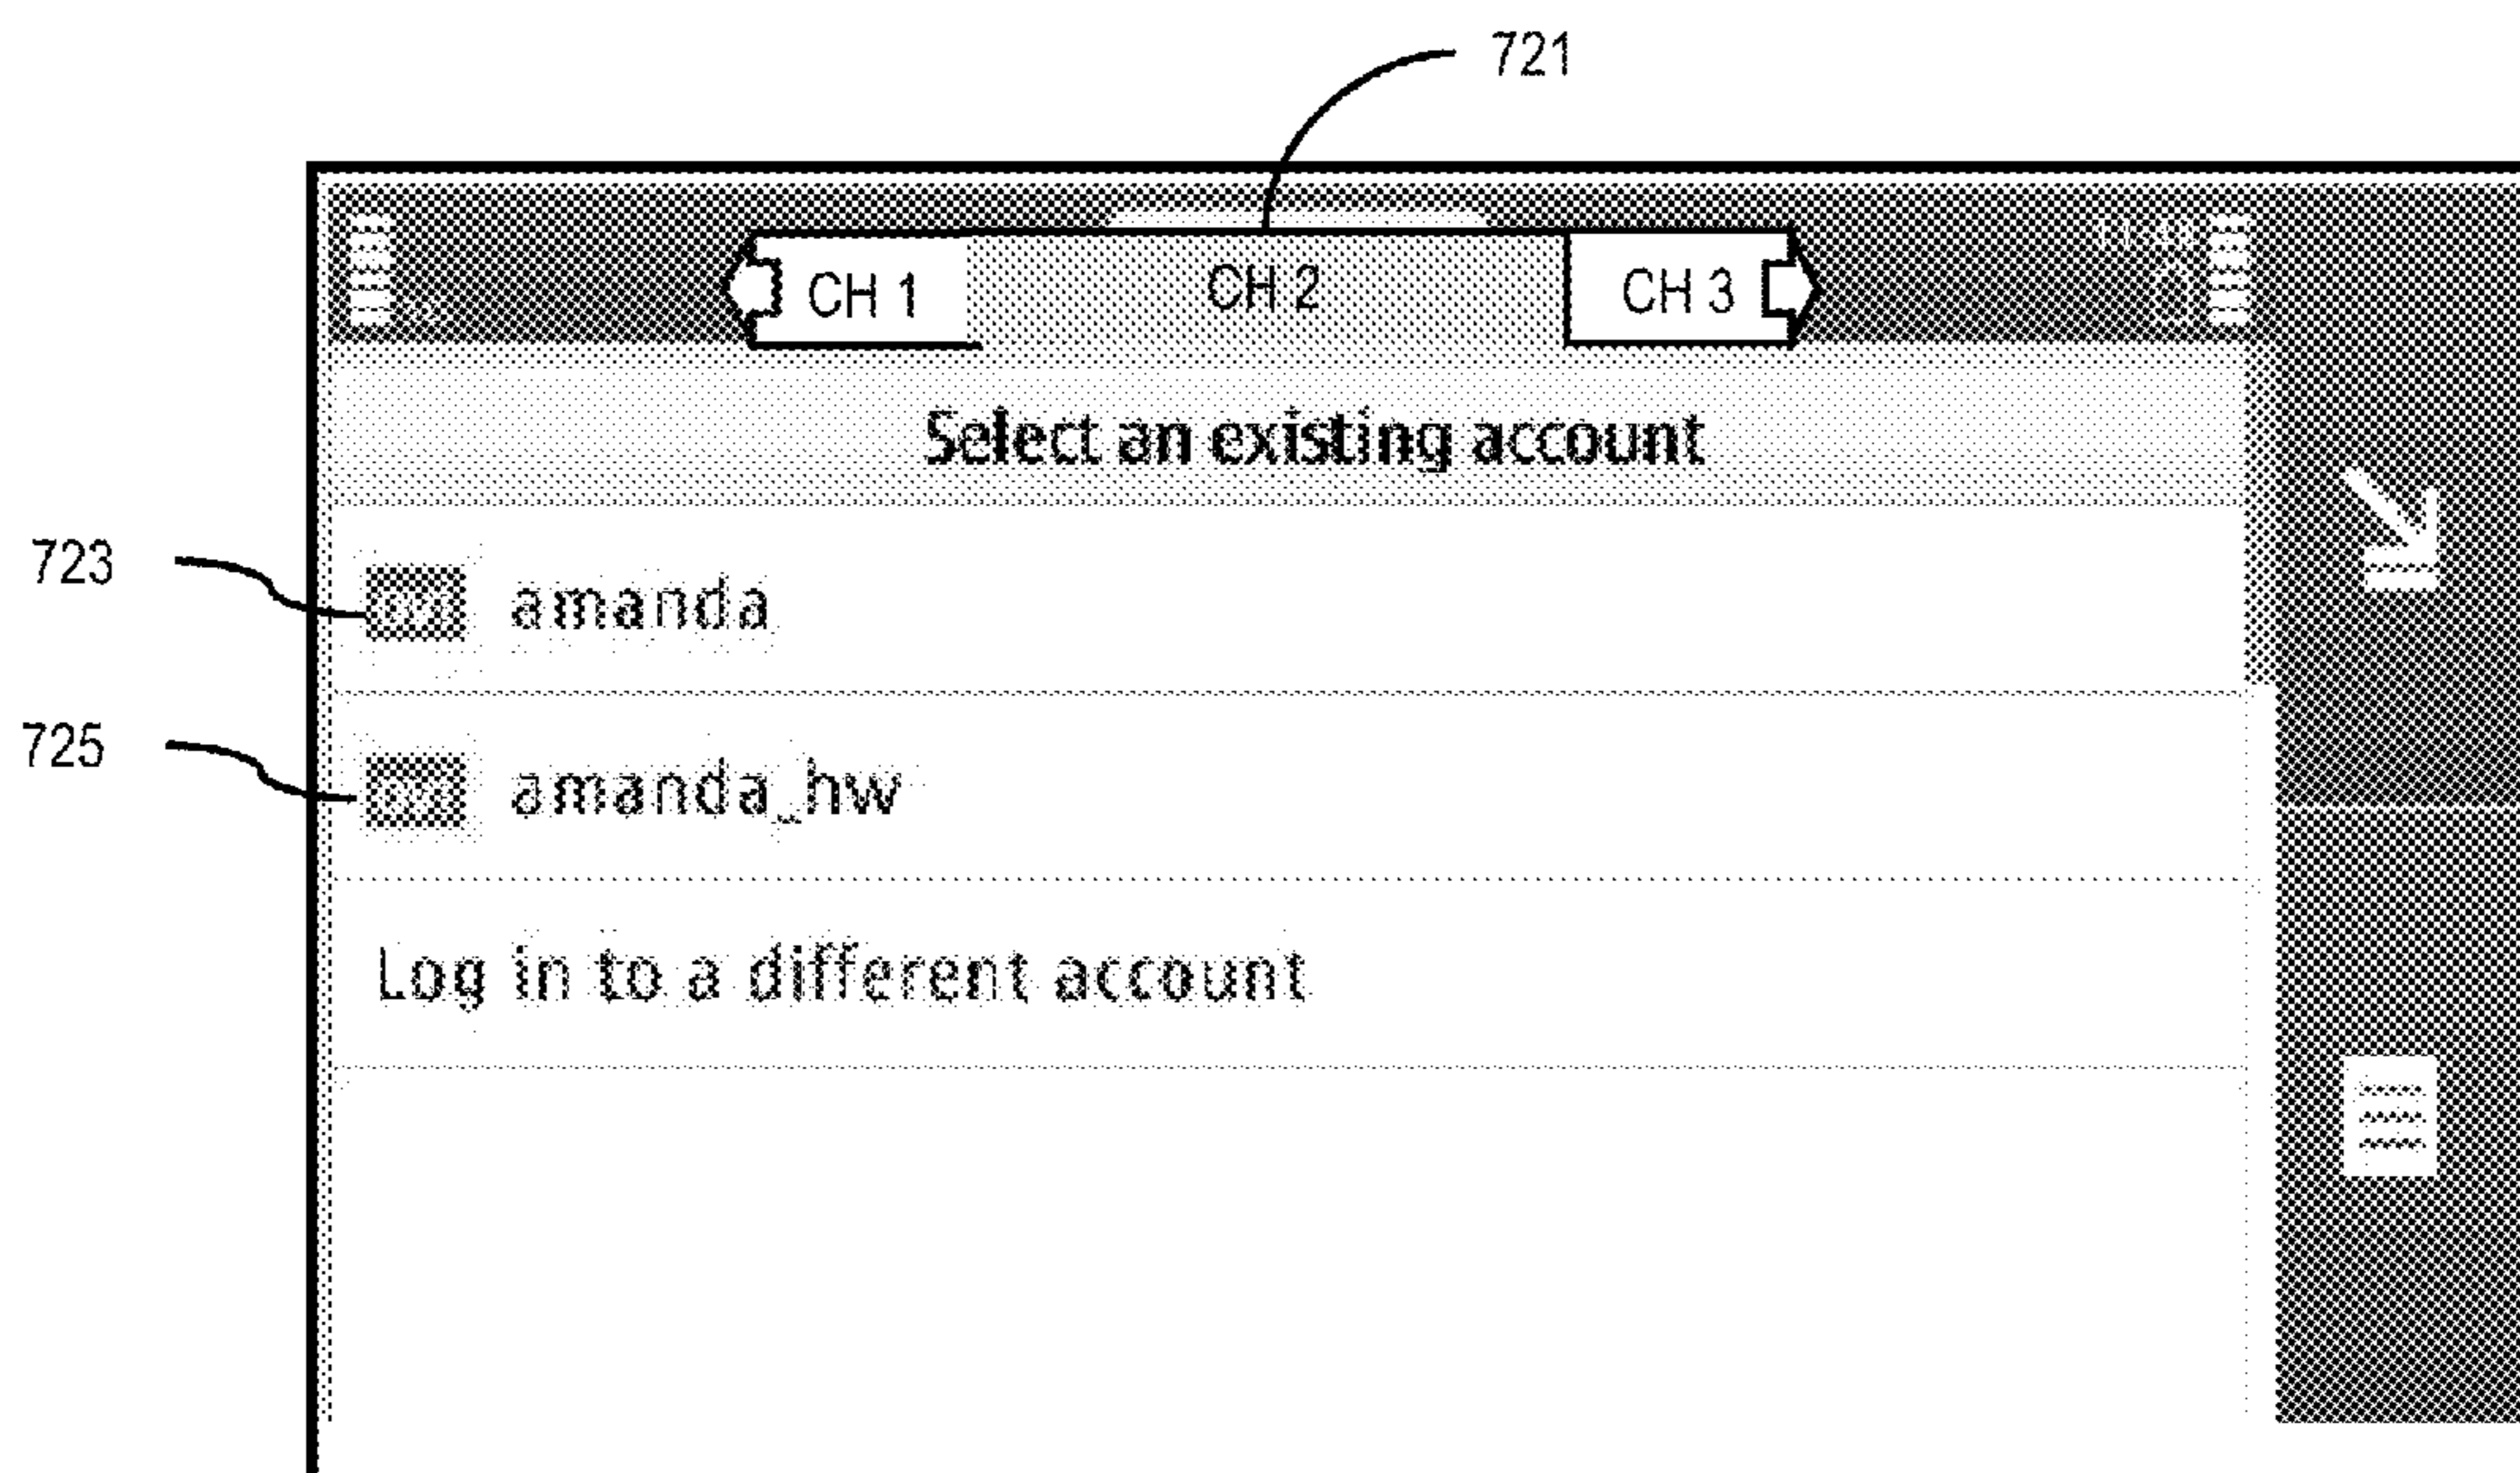 721
CH 1 CH 2 CH 3
Select an existing account
723 amanda
725 amanda_hw
Log in to a different account